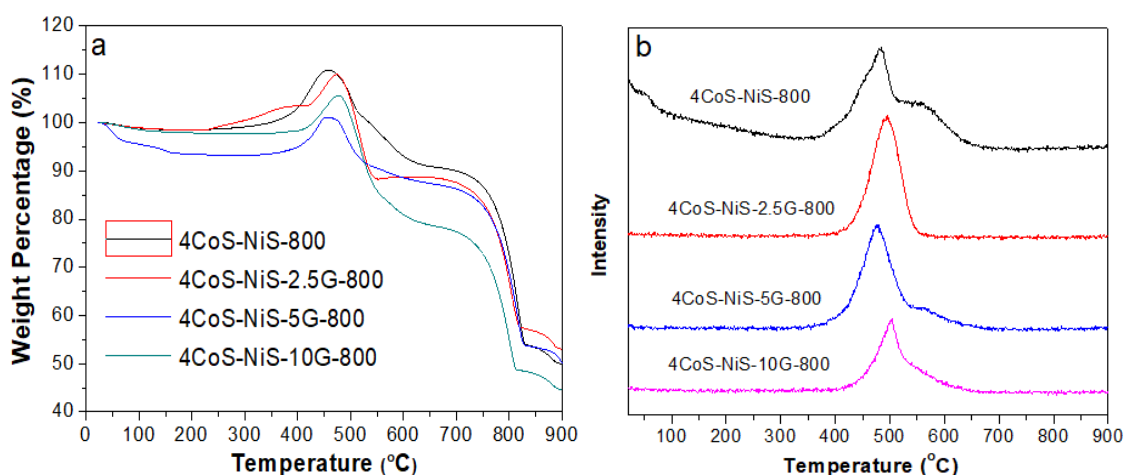 a
Weight Percentage (%)
120
110
100
90
80
70
60
50
40
4CoS-NiS-800
4CoS-NiS-2.5G-800
4CoS-NiS-5G-800
4CoS-NiS-10G-800
0 100 200 300 400 500 600 700 800 900
Temperature (°C)
b
Intensity
4CoS-NiS-800
4CoS-NiS-2.5G-800
4CoS-NiS-5G-800
4CoS-NiS-10G-800
100 200 300 400 500 600 700 800 900
Temperature (°C)